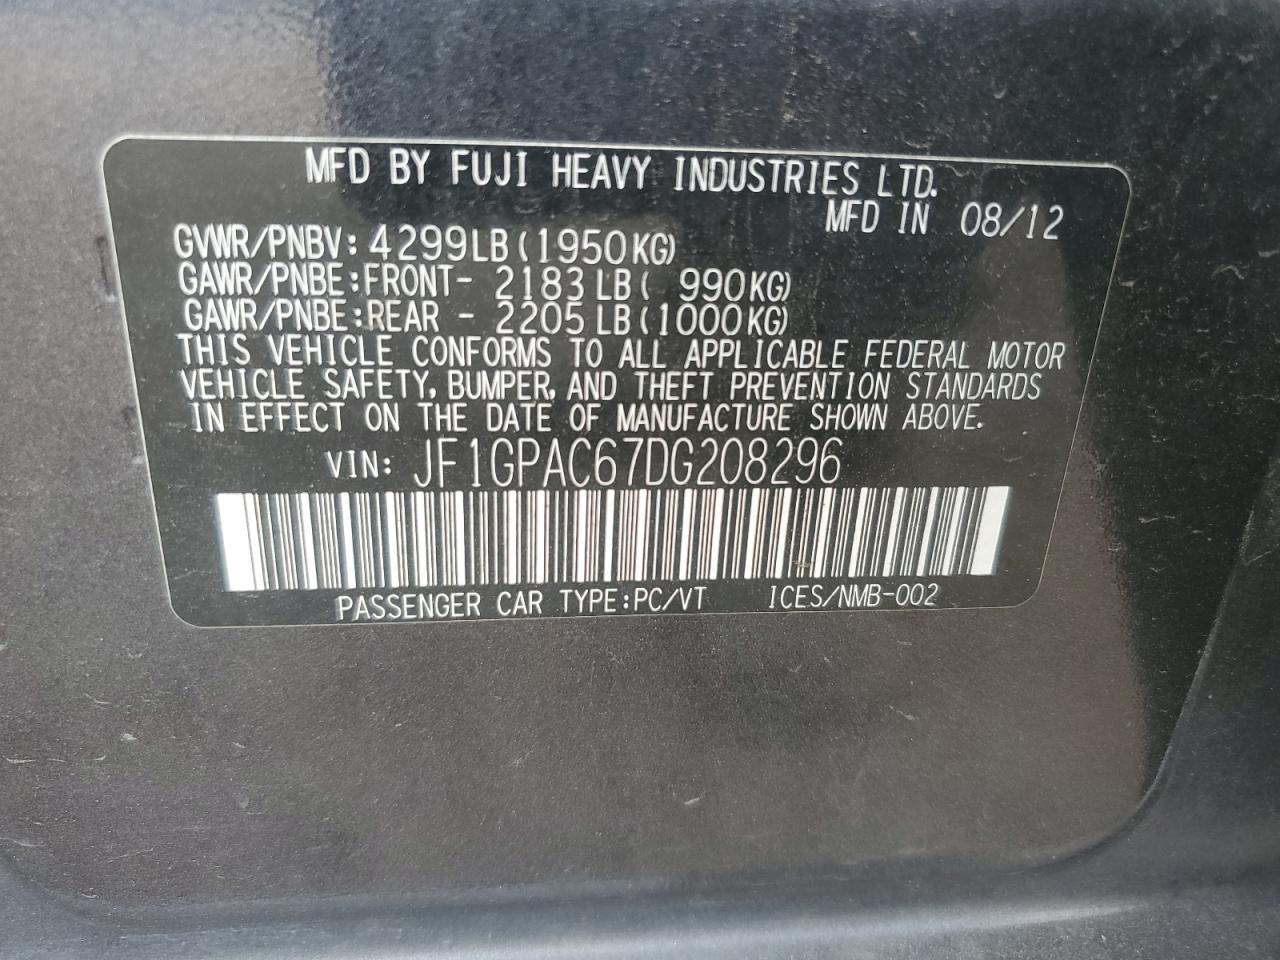 MFD BY FUJI HEAVY INDUSTRIES LTD.
MFD IN 08/12
GVWR/PNBV: 4299LB(1950KG)
GAWR/PNBE:FRONT- 2183LB( 990KG)
GAWR/PNBE:REAR - 2205LB(1000KG)
THIS VEHICLE CONFORMS TO ALL APPLICABLE FEDERAL MOTOR
VEHICLE SAFETY, BUMPER, AND THEFT PREVENTION STANDARDS
IN EFFECT ON THE DATE OF MANUFACTURE SHOWN ABOVE.
VIN: JF1GPAC67DG208296
PASSENGER CAR TYPE:PC/VT ICES/NMB-002